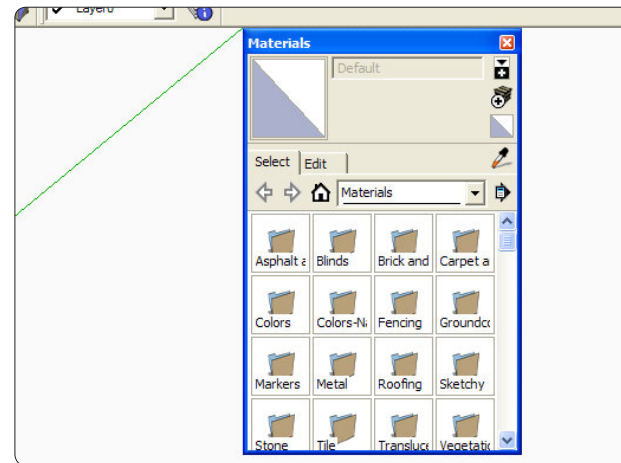 Layer0
Materials
Default
Select Edit
Materials
Asphalt a Blinds Brick and Carpet a
Colors Colors-Na Fencing Groundco
Markers Metal Roofing Sketchy
Stone Tile Transluce Vegetatio